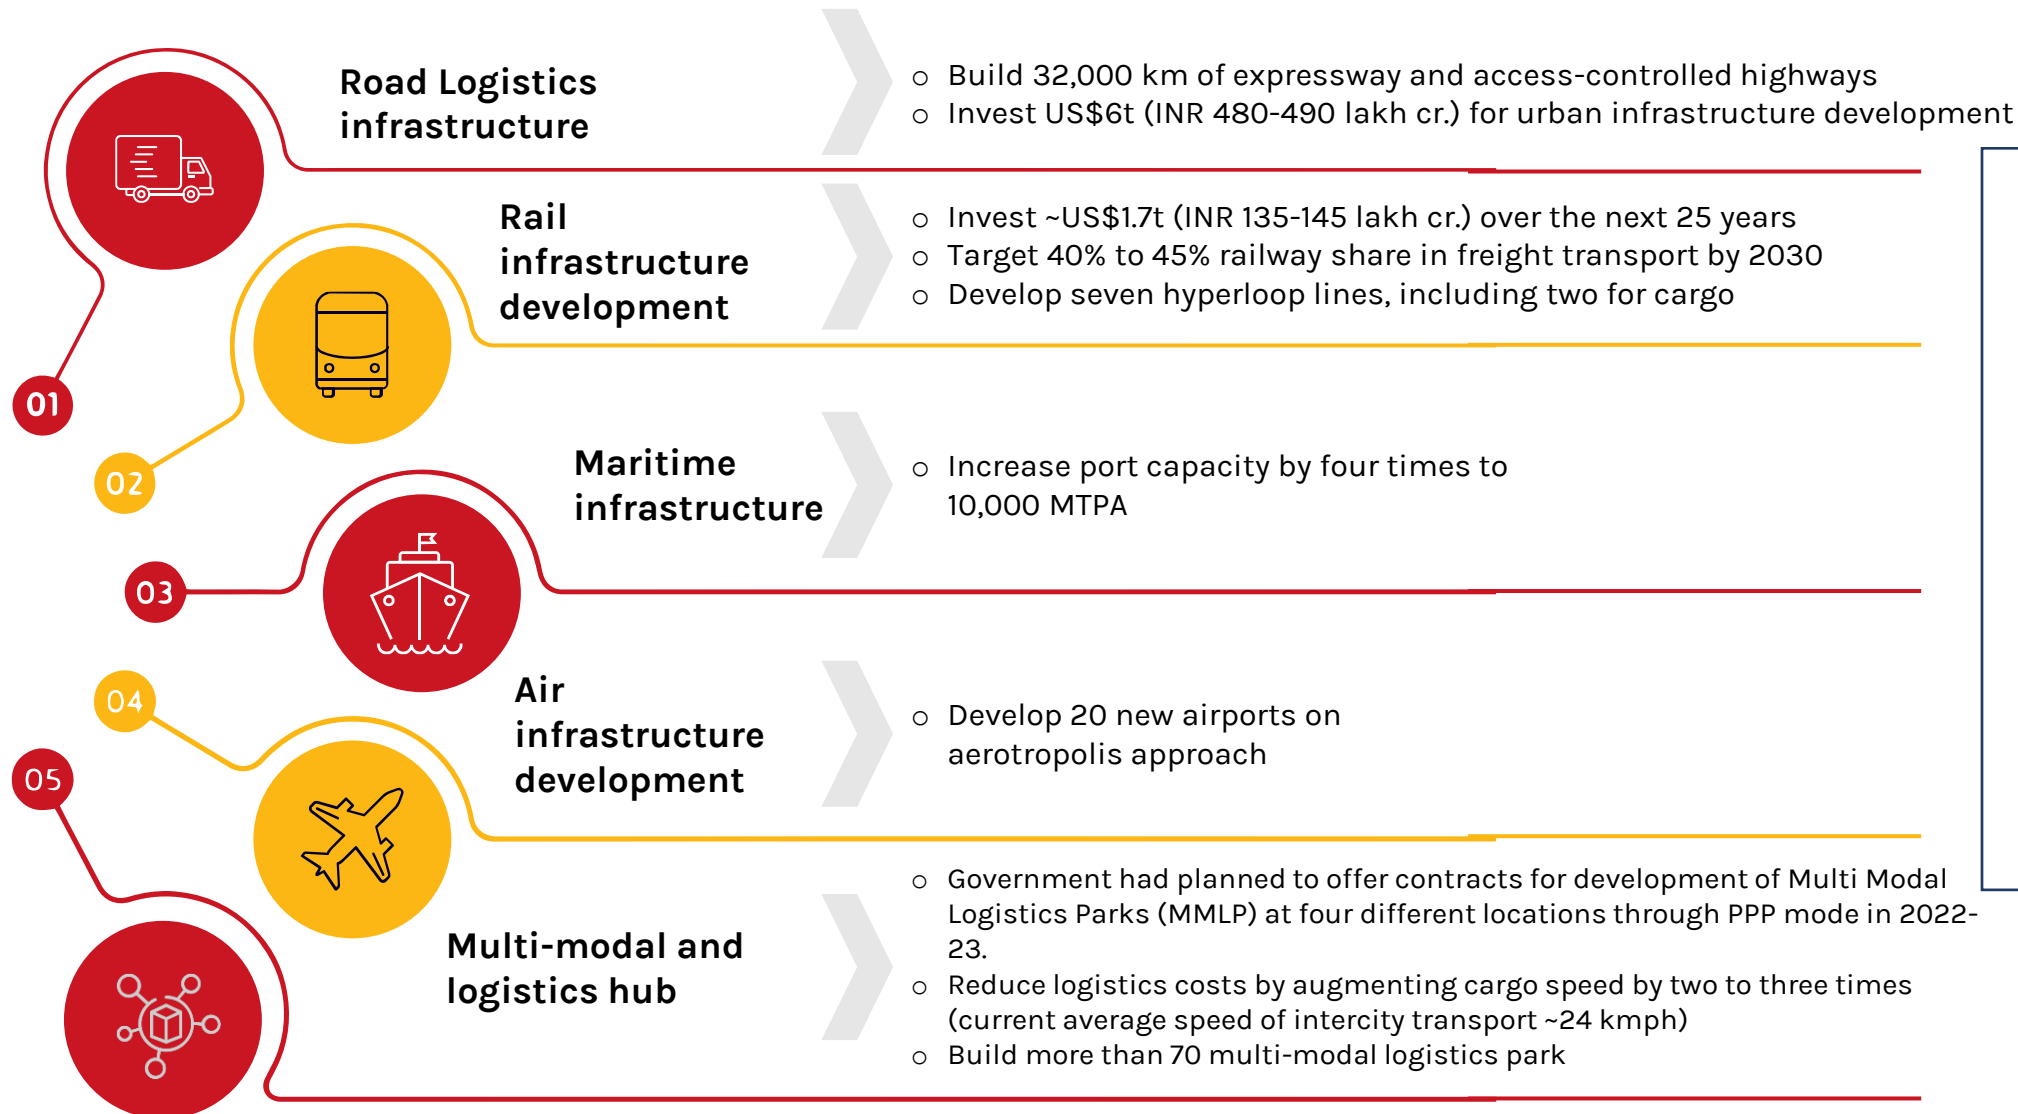 Road Logistics
infrastructure
○ Build 32,000 km of expressway and access-controlled highways
○ Invest US$6t (INR 480-490 lakh cr.) for urban infrastructure development
01
Rail
infrastructure
development
○ Invest ~US$1.7t (INR 135-145 lakh cr.) over the next 25 years
○ Target 40% to 45% railway share in freight transport by 2030
○ Develop seven hyperloop lines, including two for cargo
02
Maritime
infrastructure
○ Increase port capacity by four times to
10,000 MTPA
03
04
Air
infrastructure
development
○ Develop 20 new airports on
aerotropolis approach
05
Multi-modal and
logistics hub
○ Government had planned to offer contracts for development of Multi Modal
Logistics Parks (MMLP) at four different locations through PPP mode in 2022-
23.
○ Reduce logistics costs by augmenting cargo speed by two to three times
(current average speed of intercity transport ~24 kmph)
○ Build more than 70 multi-modal logistics park